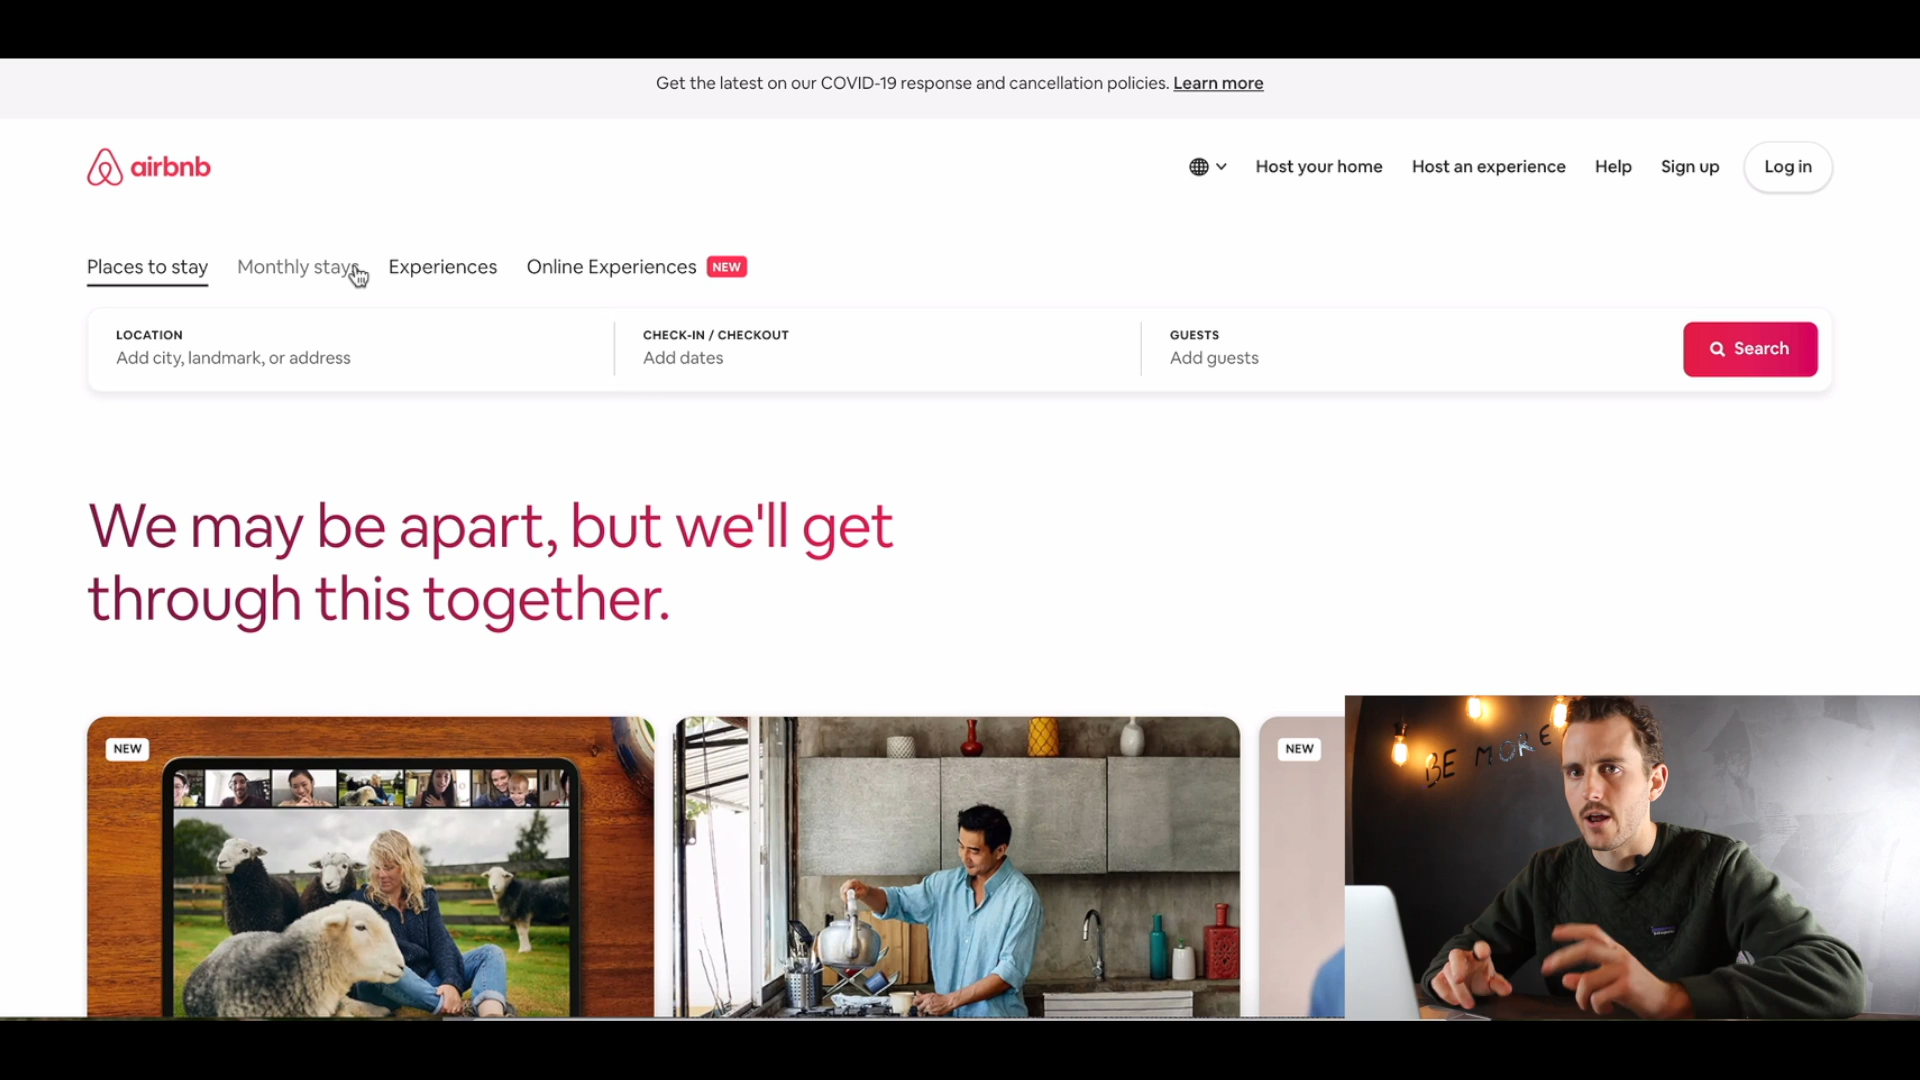 Get the latest on our COVID-19 response and cancellation policies. Learn more
airbnb
Host your home
Host an experience
Help
Sign up
Log in
Places to stay
Monthly stays
Experiences
Online Experiences
NEW
LOCATION
Add city, landmark, or address
CHECK-IN / CHECKOUT
Add dates
GUESTS
Add guests
Search
We may be apart, but we'll get
through this together.
NEW
NEW
BE MORE